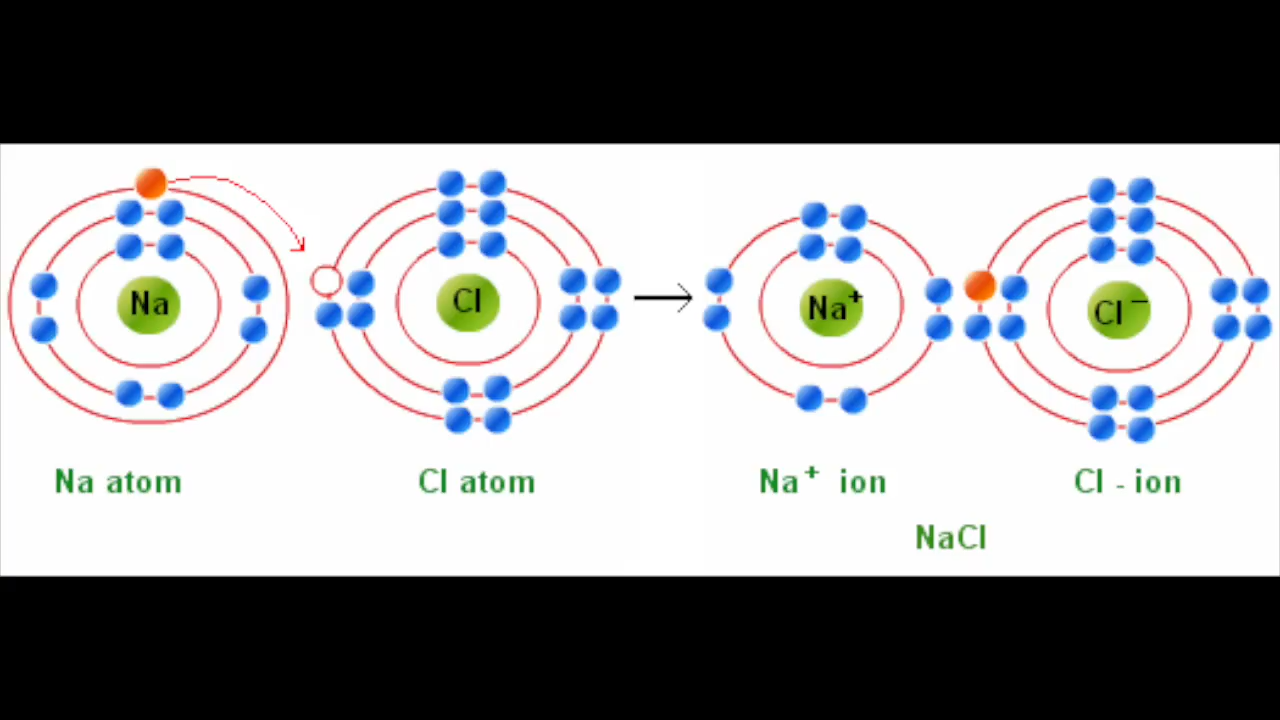 Na
Cl
Na⁺
Cl⁻
Na atom
Cl atom
Na⁺ ion
Cl - ion
NaCl